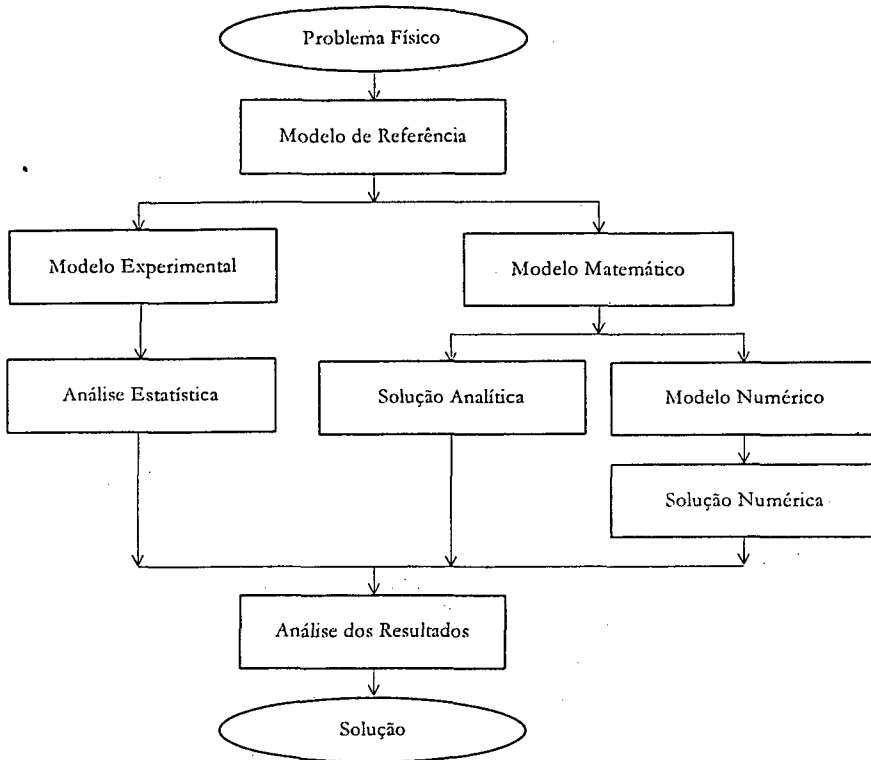 Problema Físico
Modelo de Referência
Modelo Experimental
Modelo Matemático
Análise Estatística
Solução Analítica
Modelo Numérico
Solução Numérica
Análise dos Resultados
Solução